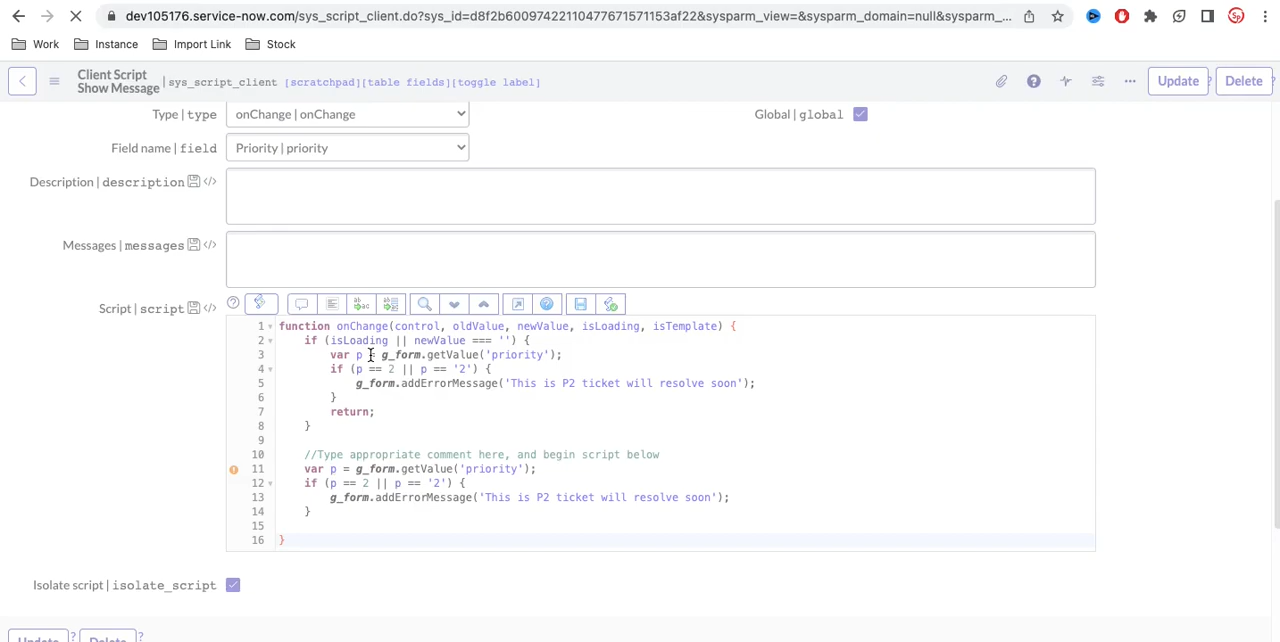 dev105176.service-now.com/sys_script_client.do?sys_id=d8f2b60097422110477671571153af22&sysparm_view=&sysparm_domain=null&sysparm_...
Work Instance Import Link Stock
Client Script
Show Message | sys_script_client [scratchpad][table fields][toggle label]
Update ? Delete ?
Type | type onChange | onChange Global | global
Field name | field Priority | priority
Description | description
Messages | messages
Script | script
1 function onChange(control, oldValue, newValue, isLoading, isTemplate) {
2 if (isLoading || newValue === '') {
3 var p = g_form.getValue('priority');
4 if (p == 2 || p == '2') {
5 g_form.addErrorMessage('This is P2 ticket will resolve soon');
6 }
7 return;
8 }
9
10 //Type appropriate comment here, and begin script below
11 var p = g_form.getValue('priority');
12 if (p == 2 || p == '2') {
13 g_form.addErrorMessage('This is P2 ticket will resolve soon');
14 }
15
16 }
Isolate script | isolate_script
Update ? Delete ?